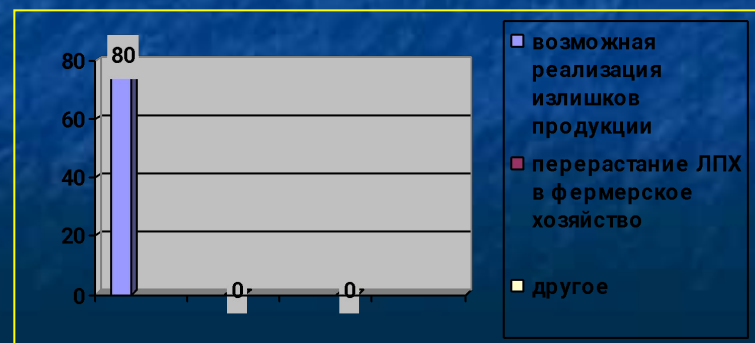 80
60
40
20
0
80
0
0
возможная
реализация
излишков
продукции
перерастание ЛПХ
в фермерское
хозяйство
другое